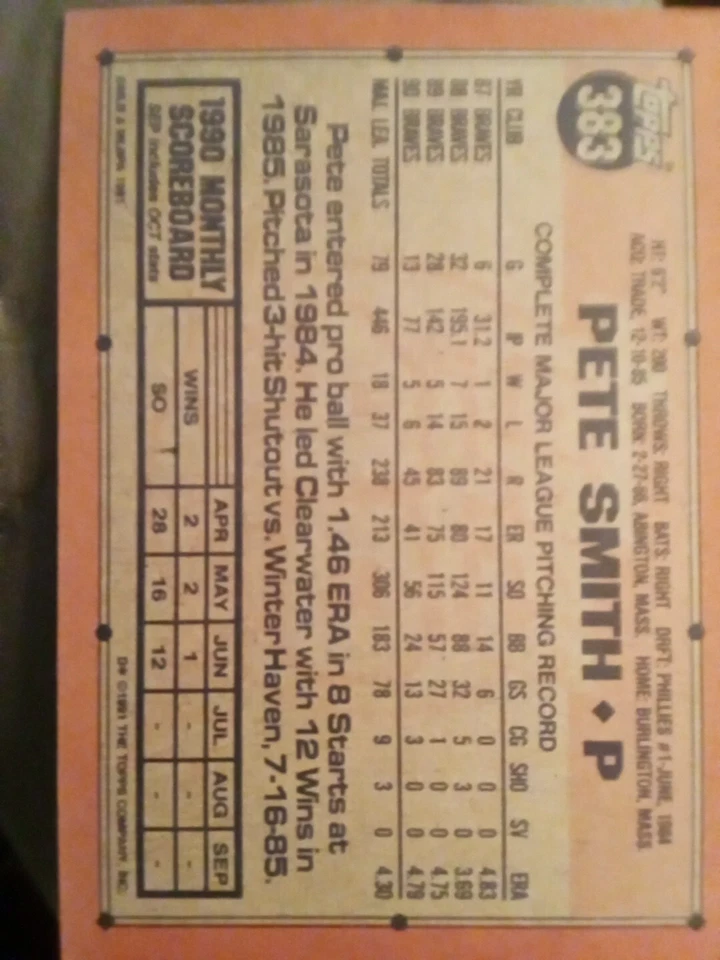 TOPPS
383
HT: 6'2" WT: 200 THROWS: RIGHT BATS: RIGHT DRFT: PHILLIES #1-JUNE, 1984
ACQ: TRADE, 12-10-85 BORN: 2-27-66, ABINGTON, MASS. HOME: BURLINGTON, MASS.
PETE SMITH ♦ P
COMPLETE MAJOR LEAGUE PITCHING RECORD
YR CLUB G IP W L R ER SO BB GS CG SHO SV ERA
87 BRAVES 6 31.2 1 2 21 17 11 14 6 0 0 0 4.83
88 BRAVES 32 195.1 7 15 89 80 124 88 32 5 3 0 3.69
89 BRAVES 28 142 5 14 83 75 115 57 27 1 0 0 4.75
90 BRAVES 13 77 5 6 45 41 56 24 13 3 0 0 4.79
MAJ. LEA. TOTALS 79 446 18 37 238 213 306 183 78 9 3 0 4.30
Pete entered pro ball with 1.46 ERA in 8 Starts at
Sarasota in 1984. He led Clearwater with 12 Wins in
1985. Pitched 3-hit Shutout vs. Winter Haven, 7-16-85.
1990 MONTHLY
SCOREBOARD
SEP includes OCT stats
APR MAY JUN JUL AUG SEP
WINS 2 2 1 - - -
SO 28 16 12 - - -
D* ©1991 THE TOPPS COMPANY, INC.